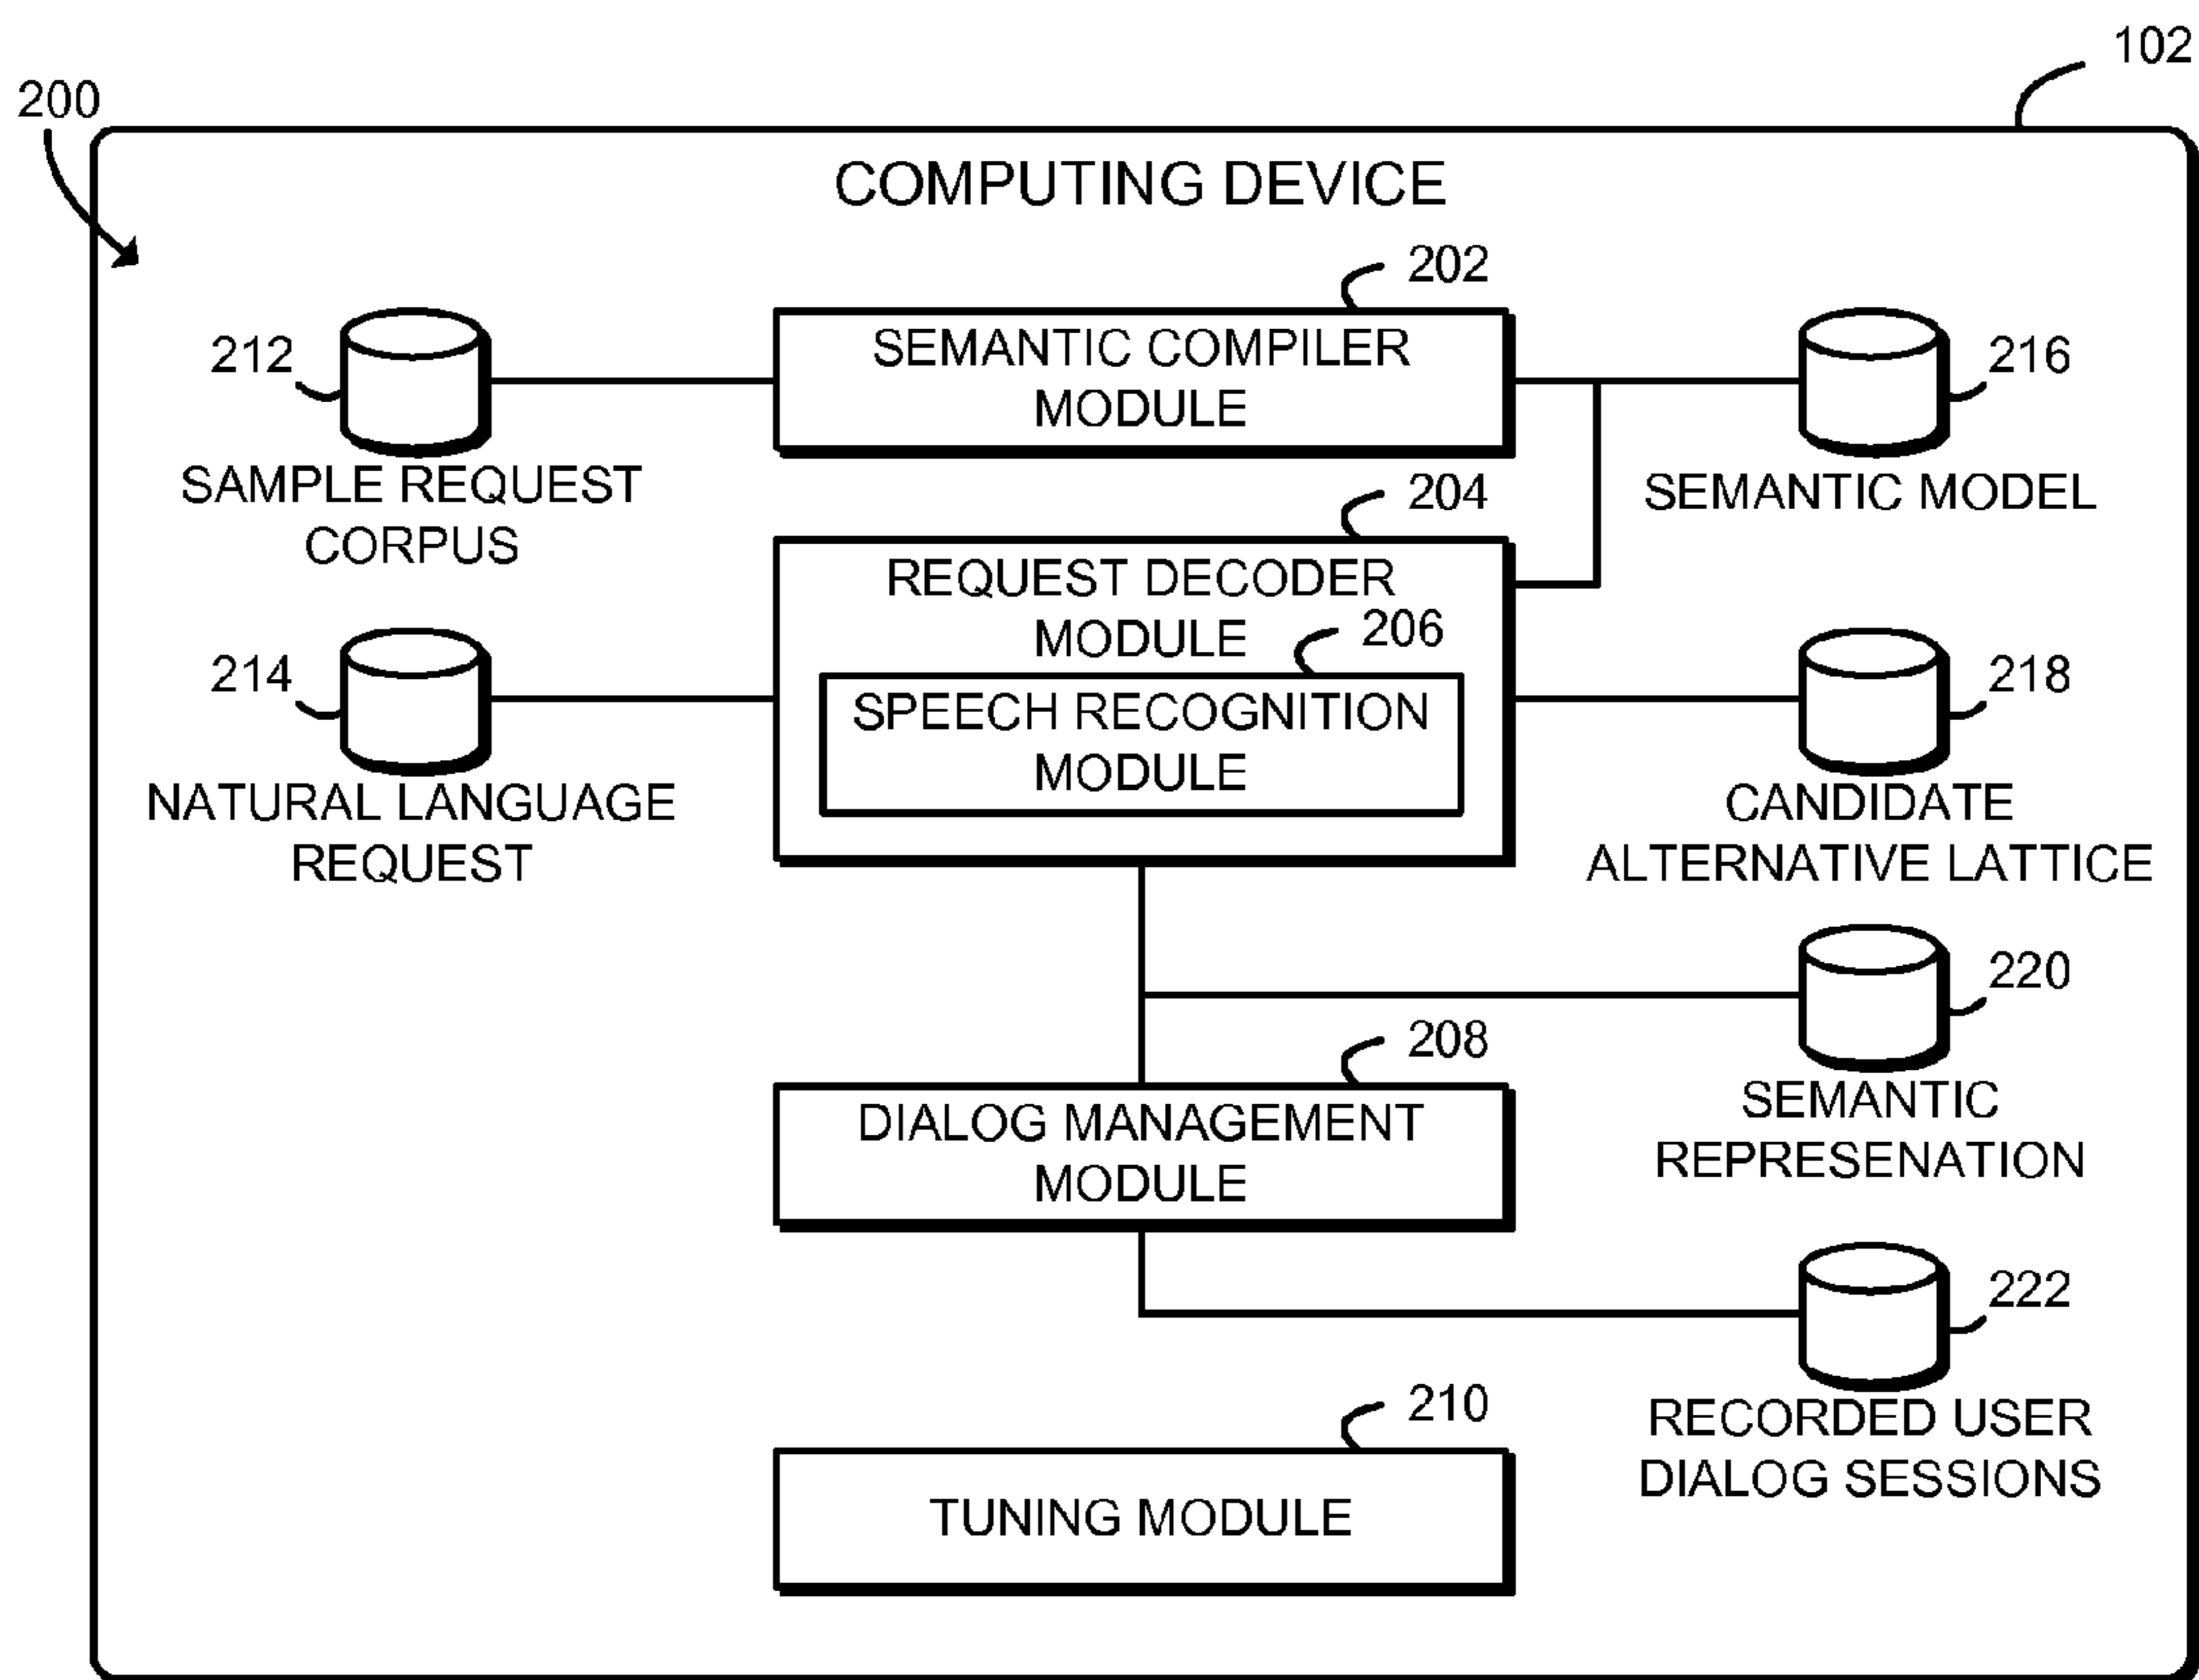 102
200
COMPUTING DEVICE
202
212
SEMANTIC COMPILER
MODULE
216
SAMPLE REQUEST
CORPUS
SEMANTIC MODEL
204
REQUEST DECODER
MODULE
206
214
SPEECH RECOGNITION
MODULE
218
NATURAL LANGUAGE
REQUEST
CANDIDATE
ALTERNATIVE LATTICE
220
208
DIALOG MANAGEMENT
MODULE
SEMANTIC
REPRESENATION
222
210
RECORDED USER
DIALOG SESSIONS
TUNING MODULE